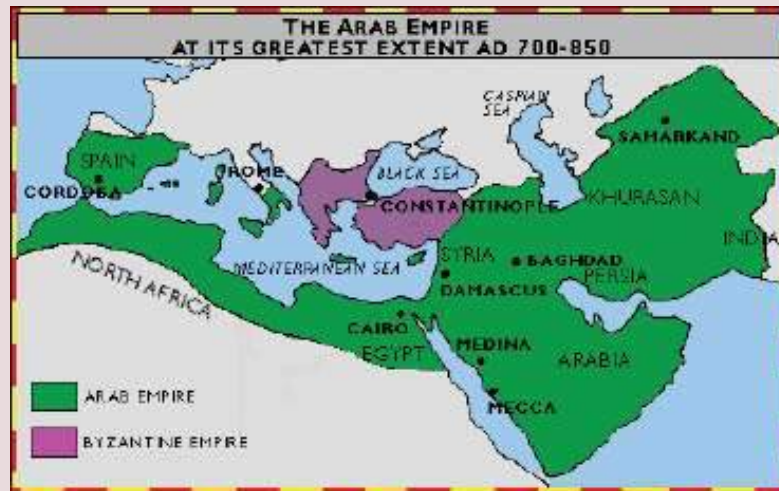 THE ARAB EMPIRE
AT ITS GREATEST EXTENT AD 700-850
CASPIAN
SEA
SAMARKAND
SPAIN
ROME
BLACK SEA
CORDOBA
CONSTANTINOPLE
KHURASAN
INDIA
NORTH AFRICA
MEDITERRANEAN SEA
SYRIA
BAGHDAD
PERSIA
DAMASCUS
CAIRO
EGYPT
MEDINA
ARABIA
MECCA
ARAB EMPIRE
BYZANTINE EMPIRE